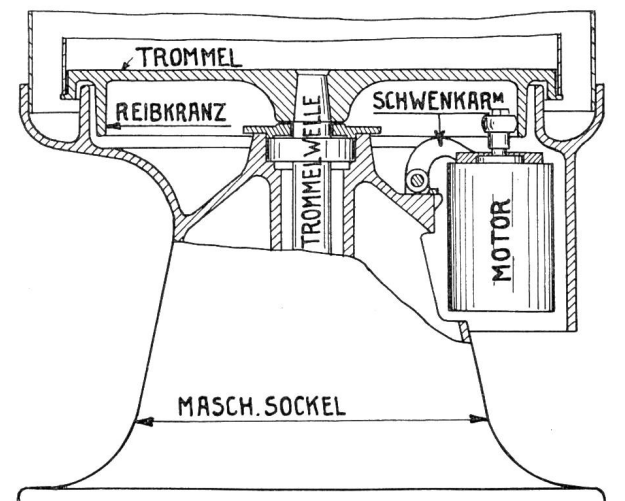 TROMMEL
REIBKRANZ
SCHWENKARM
TROMMELWELLE
MOTOR
MASCH. SOCKEL